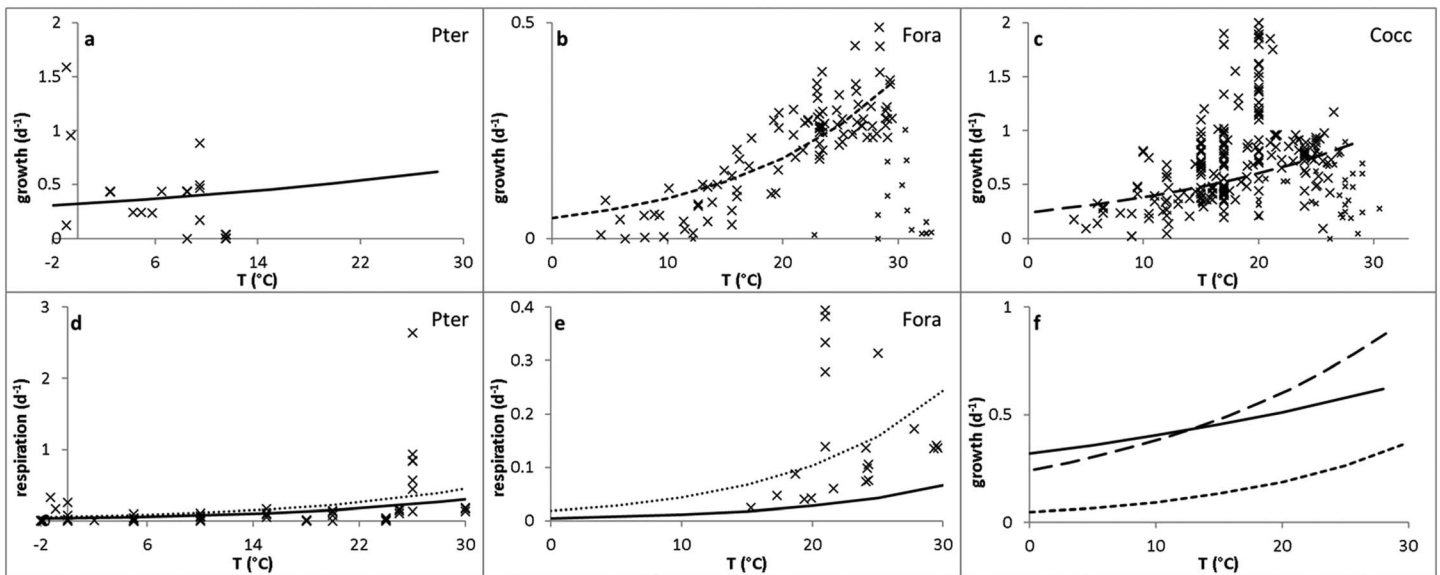 a Pter
growth (d-1)
2
1.5
1
0.5
0
-2 6 14 22 30
T (°C)
b Fora
growth (d-1)
0.5
0
0 10 20 30
T (°C)
c Cocc
growth (d-1)
2
1.5
1
0.5
0
0 10 20 30
T (°C)
d Pter
respiration (d-1)
3
2
1
0
-2 6 14 22 30
T (°C)
e Fora
respiration (d-1)
0.4
0.3
0.2
0.1
0
0 10 20 30
T (°C)
f
growth (d-1)
1
0.5
0
0 10 20 30
T (°C)